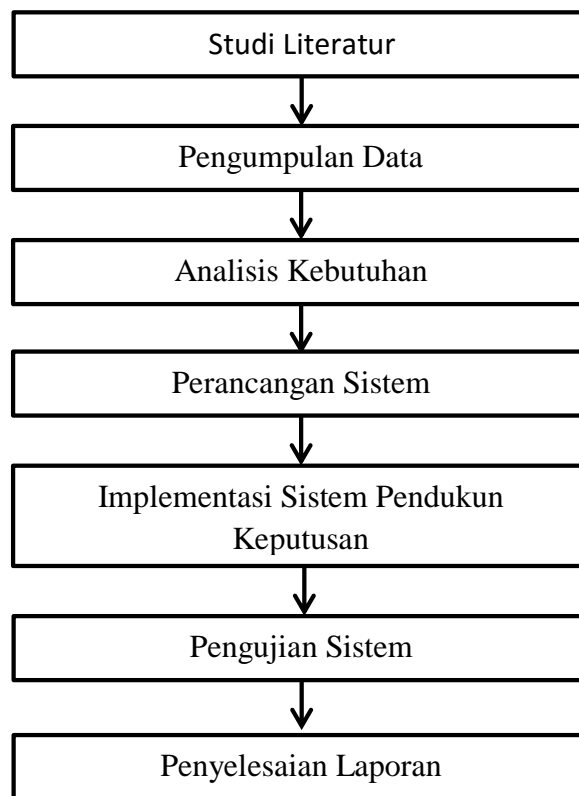 Studi Literatur
Pengumpulan Data
Analisis Kebutuhan
Perancangan Sistem
Implementasi Sistem Pendukun
Keputusan
Pengujian Sistem
Penyelesaian Laporan